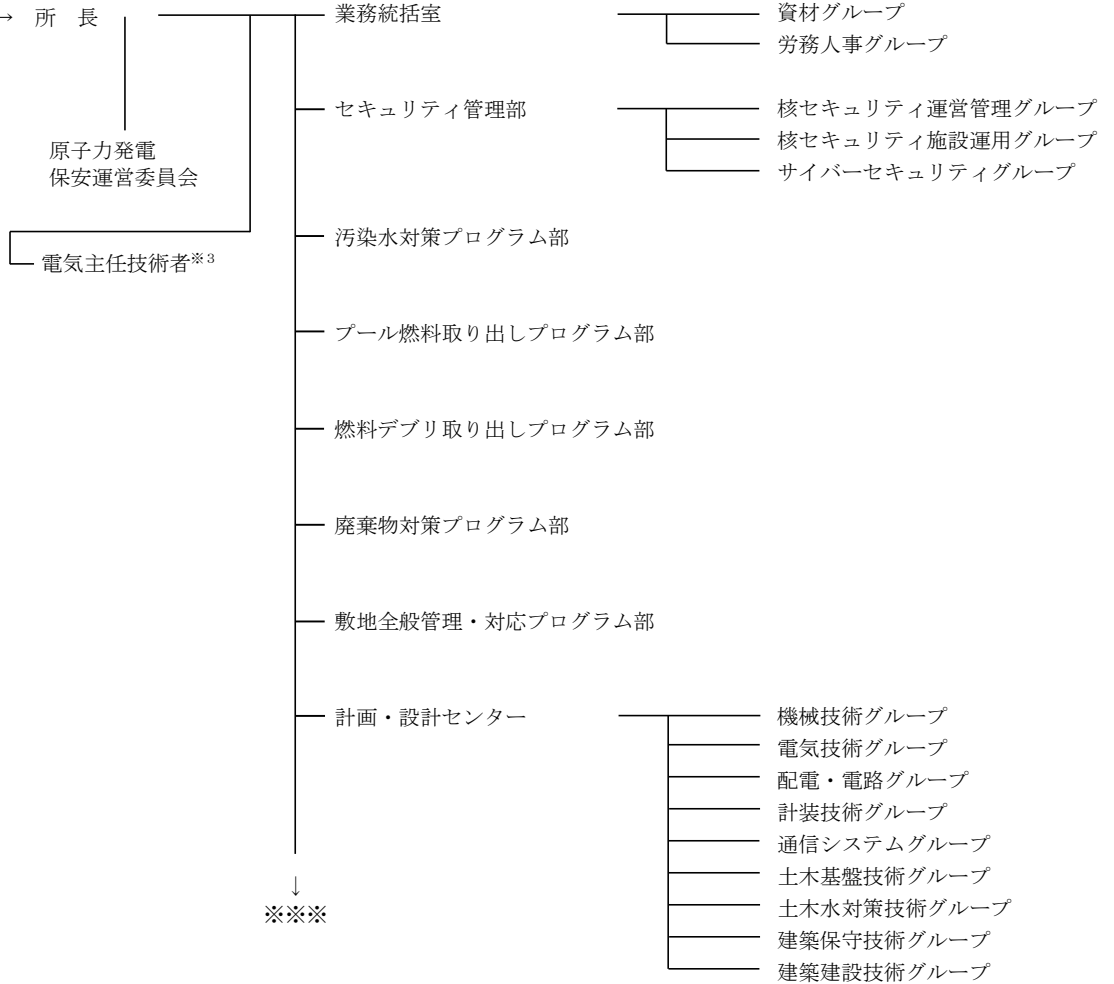 → 所　長
業務統括室
資材グループ
労務人事グループ
セキュリティ管理部
核セキュリティ運営管理グループ
核セキュリティ施設運用グループ
サイバーセキュリティグループ
原子力発電
保安運営委員会
電気主任技術者※3
汚染水対策プログラム部
プール燃料取り出しプログラム部
燃料デブリ取り出しプログラム部
廃棄物対策プログラム部
敷地全般管理・対応プログラム部
計画・設計センター
機械技術グループ
電気技術グループ
配電・電路グループ
計装技術グループ
通信システムグループ
土木基盤技術グループ
土木水対策技術グループ
建築保守技術グループ
建築建設技術グループ
↓
※※※